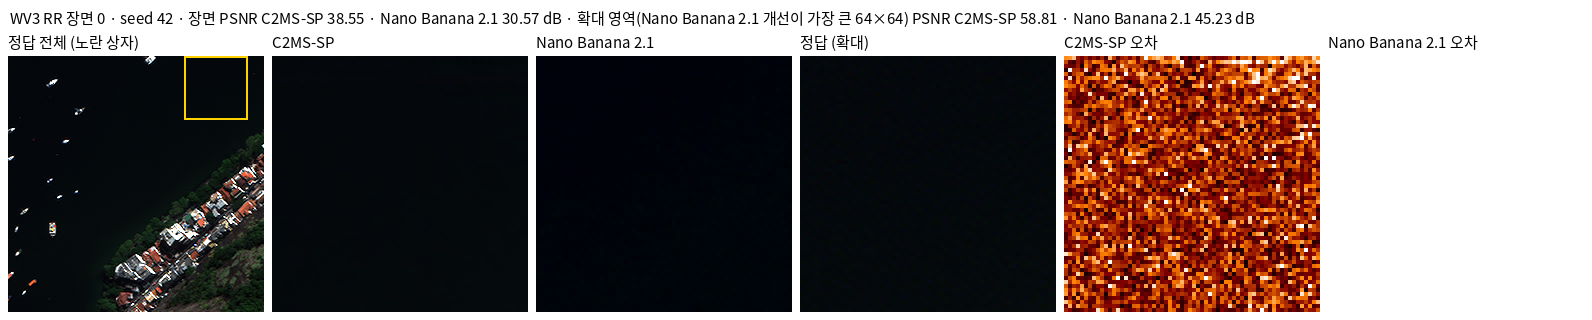 WV3 RR 장면 0 · seed 42 · 장면 PSNR C2MS-SP 38.55 · Nano Banana 2.1 30.57 dB · 확대 영역(Nano Banana 2.1 개선이 가장 큰 64×64) PSNR C2MS-SP 58.81 · Nano Banana 2.1 45.23 dB
정답 전체 (노란 상자) C2MS-SP Nano Banana 2.1 정답 (확대) C2MS-SP 오차 Nano Banana 2.1 오차